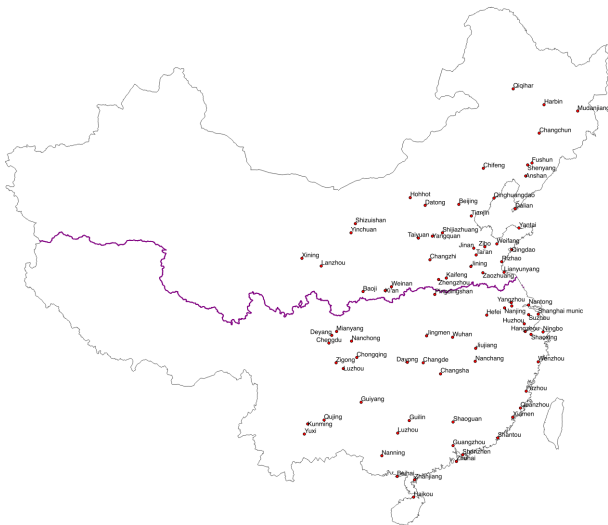 Qiqihar
Harbin
Mudanjiang
Changchun
Fushun
Shenyang
Chifeng
Anshan
Hohhot
Qinghuangdao
Datong
Beijing
Dalian
Tianjin
Shizuishan
Yantai
Yinchuan
Shijiazhuang
Taiyuan
Yangquan
Weifang
Zibo
Jinan
Qingdao
Tai'an
Xining
Changzhi
Rizhao
Lanzhou
Jining
Lianyunyang
Zaozhuang
Kaifeng
Zhengzhou
Weinan
Baoji
Xi'an
Pingdingshan
Yangzhou
Nantong
Nanjing
Hefei
Shanghai munic
Suzhou
Huzhou
Mianyang
Hangzhou
Ningbo
Deyang
Jingmen
Wuhan
Shaoxing
Nanchong
Chengdu
Jiujiang
Chongqing
Zigong
Dayong
Changde
Nanchang
Wenzhou
Luzhou
Changsha
Fuzhou
Guiyang
Quanzhou
Qujing
Guilin
Xiamen
Kunming
Shaoguan
Yuxi
Luzhou
Shantou
Guangzhou
Nanning
Shenzhen
Zhuhai
Beihai
Zhanjiang
Haikou